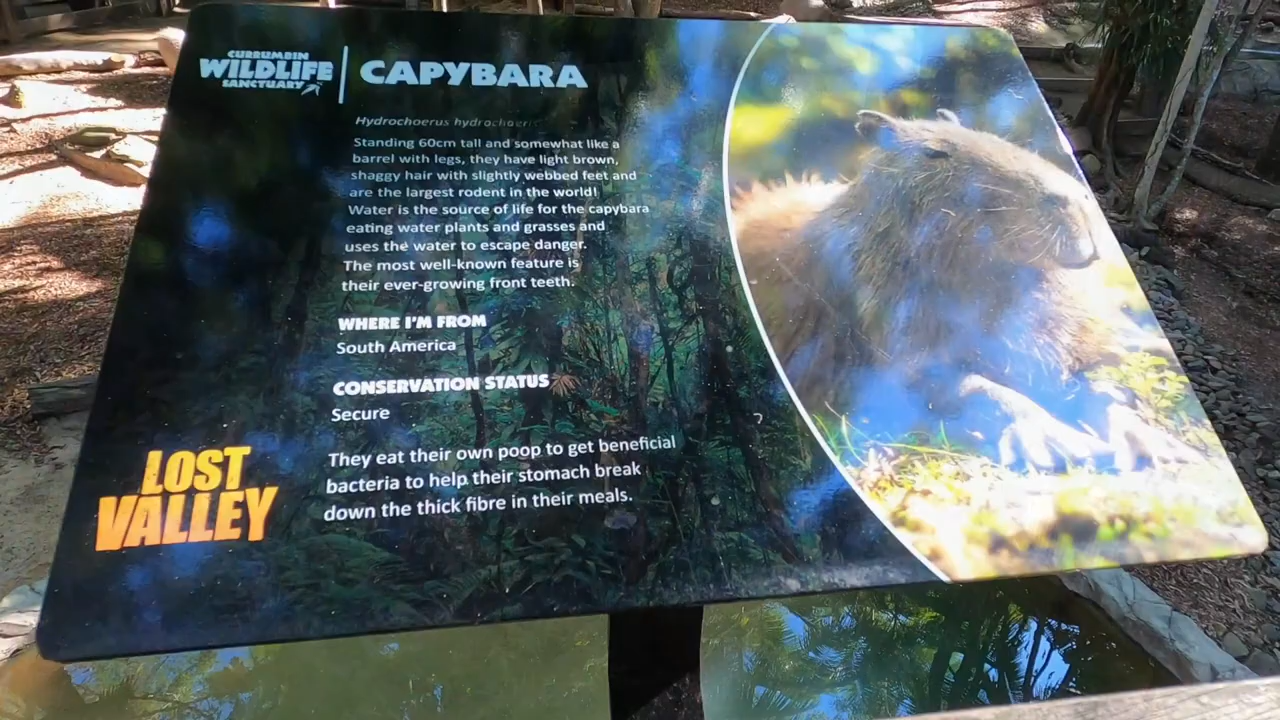 CURRUMBIN
WILDLIFE
SANCTUARY
CAPYBARA
Hydrochoerus hydrochaeris
Standing 60cm tall and somewhat like a
barrel with legs, they have light brown,
shaggy hair with slightly webbed feet and
are the largest rodent in the world!
Water is the source of life for the capybara
eating water plants and grasses and
uses the water to escape danger.
The most well-known feature is
their ever-growing front teeth.
WHERE I'M FROM
South America
CONSERVATION STATUS
Secure
They eat their own poop to get beneficial
bacteria to help their stomach break
down the thick fibre in their meals.
LOST
VALLEY